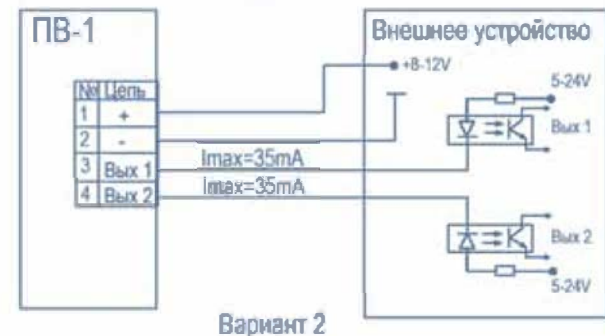 ПВ-1
Внешнее устройство
+8-12V
5-24V
№ Цепь
1 +
2 -
3 Вых 1
4 Вых 2
Imax=35mA
Imax=35mA
Вых 1
Вых 2
5-24V
Вариант 2